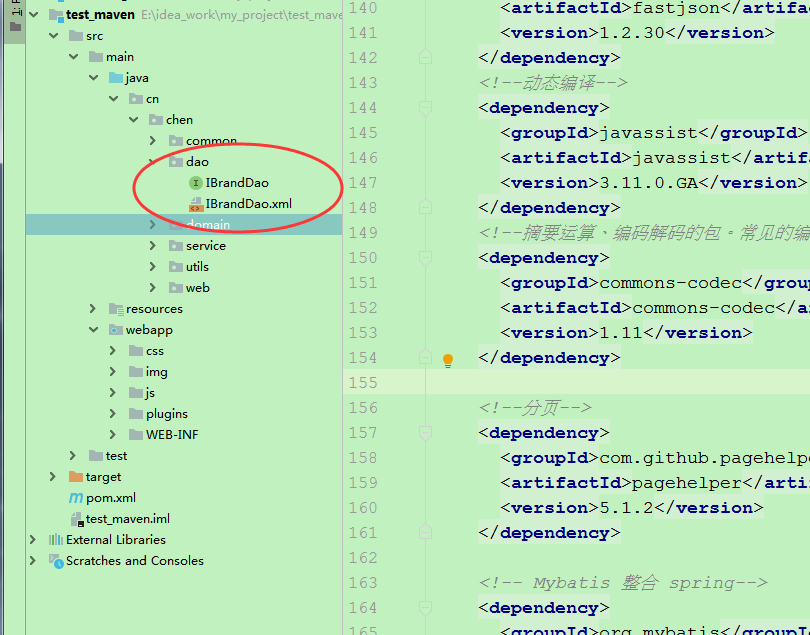 test_maven E:\idea_work\my_project\test_mave
src
main
java
cn
chen
common
dao
IBrandDao
IBrandDao.xml
domain
service
utils
web
resources
webapp
css
img
js
plugins
WEB-INF
test
target
pom.xml
test_maven.iml
External Libraries
Scratches and Consoles
140 <artifactId>fastjson</artifac
141 <version>1.2.30</version>
142 </dependency>
143 <!--动态编译-->
144 <dependency>
145 <groupId>javassist</groupId>
146 <artifactId>javassist</artif
147 <version>3.11.0.GA</version>
148 </dependency>
149 <!--摘要运算、编码解码的包。常见的编
150 <dependency>
151 <groupId>commons-codec</grou
152 <artifactId>commons-codec</a
153 <version>1.11</version>
154 </dependency>
155
156 <!--分页-->
157 <dependency>
158 <groupId>com.github.pagehelp
159 <artifactId>pagehelper</arti
160 <version>5.1.2</version>
161 </dependency>
162
163 <!-- Mybatis 整合 spring-->
164 <dependency>
165 <groupId>org.mybatis</groupI